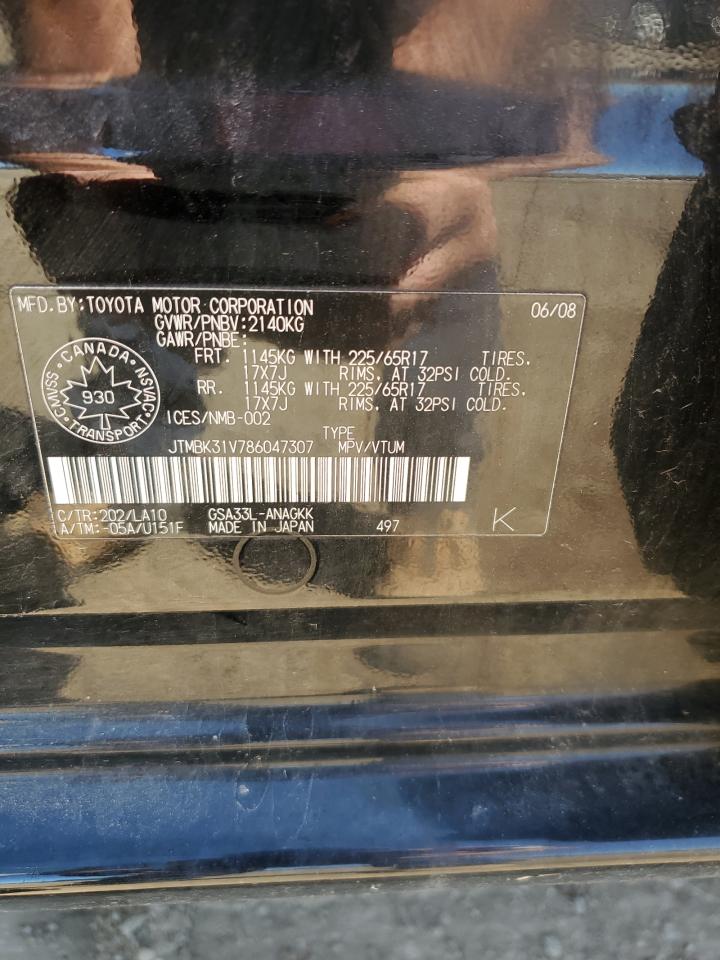 MFD. BY: TOYOTA MOTOR CORPORATION 06/08
GVWR/PNBV: 2140KG
GAWR/PNBE:
FRT. 1145KG WITH 225/65R17 TIRES.
17X7J RIMS. AT 32PSI COLD.
RR. 1145KG WITH 225/65R17 TIRES.
17X7J RIMS. AT 32PSI COLD.
CANADA
CMVSS 930 NSVAC
TRANSPORT
ICES/NMB-002
TYPE
JTMBK31V786047307 MPV/VTUM
C/TR: 202/LA10 GSA33L-ANAGKK
A/TM: -05A/U151F MADE IN JAPAN 497 K